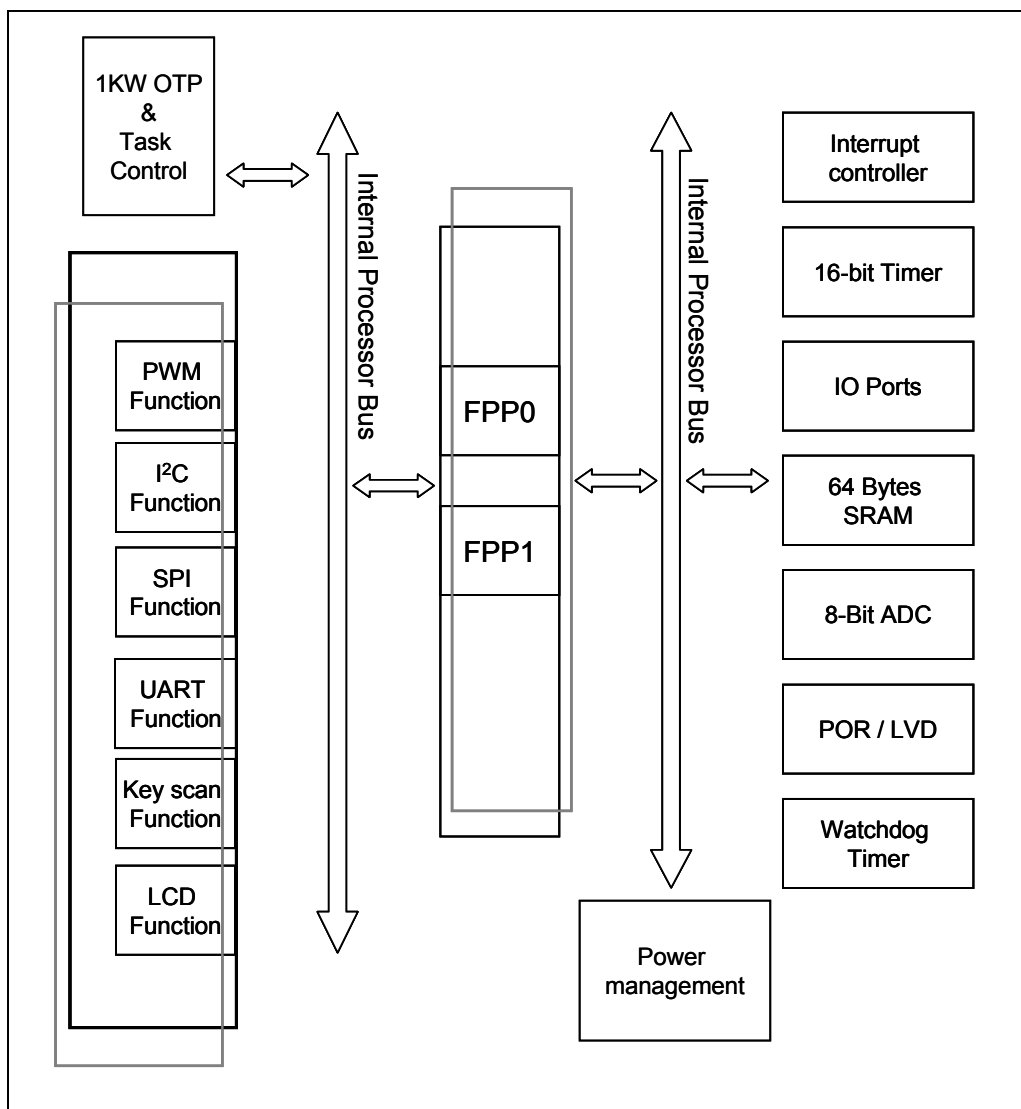 1KW OTP
&
Task
Control
Internal Processor Bus
PWM
Function
I²C
Function
SPI
Function
UART
Function
Key scan
Function
LCD
Function
FPP0
FPP1
Internal Processor Bus
Interrupt
controller
16-bit Timer
IO Ports
64 Bytes
SRAM
8-Bit ADC
POR / LVD
Watchdog
Timer
Power
management